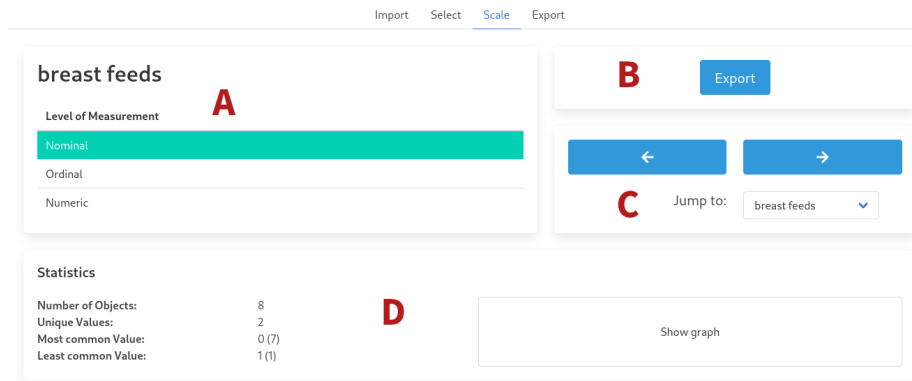 Import Select Scale Export
breast feeds
A
Level of Measurement
Nominal
Ordinal
Numeric
B
Export
C
Jump to:
breast feeds
Statistics
Number of Objects: 8
Unique Values: 2
Most common Value: 0 (7)
Least common Value: 1 (1)
D
Show graph